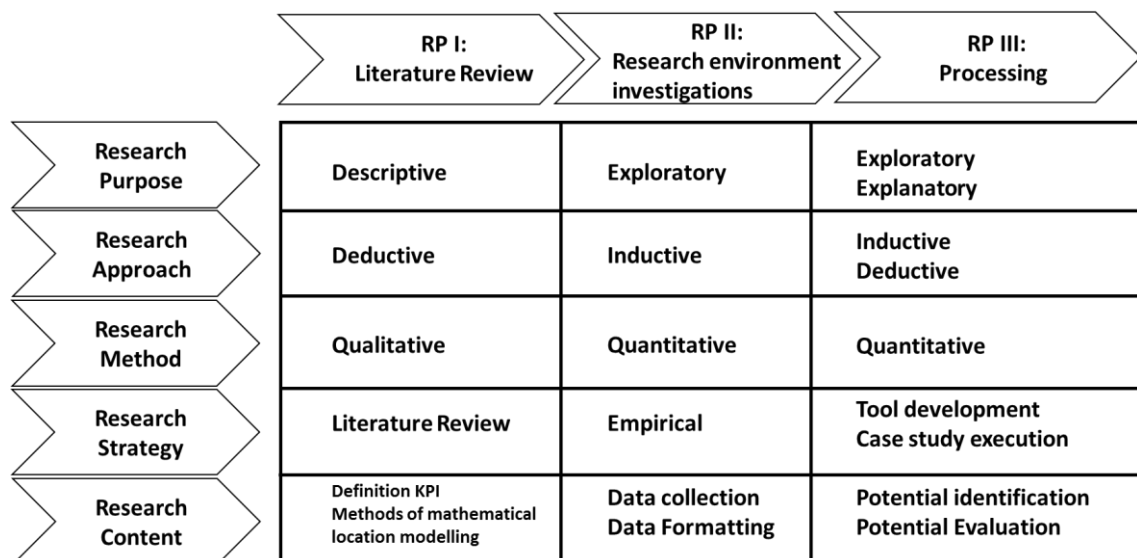 RP I:
Literature Review
RP II:
Research environment
investigations
RP III:
Processing
Research
Purpose
Descriptive
Exploratory
Exploratory
Explanatory
Research
Approach
Deductive
Inductive
Inductive
Deductive
Research
Method
Qualitative
Quantitative
Quantitative
Research
Strategy
Literature Review
Empirical
Tool development
Case study execution
Research
Content
Definition KPI
Methods of mathematical
location modelling
Data collection
Data Formatting
Potential identification
Potential Evaluation